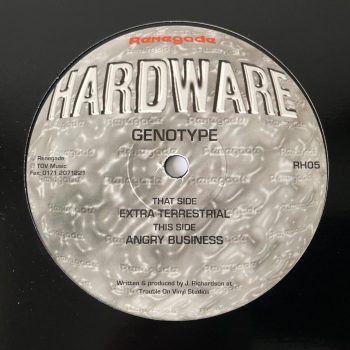 Renegade
HARDWARE
GENOTYPE
℗ Renegade
© TOV Music
Fax: 0171 2071221
RH05
THAT SIDE
EXTRA TERRESTRIAL
THIS SIDE
ANGRY BUSINESS
Written & produced by J. Richardson at
Trouble On Vinyl Studios